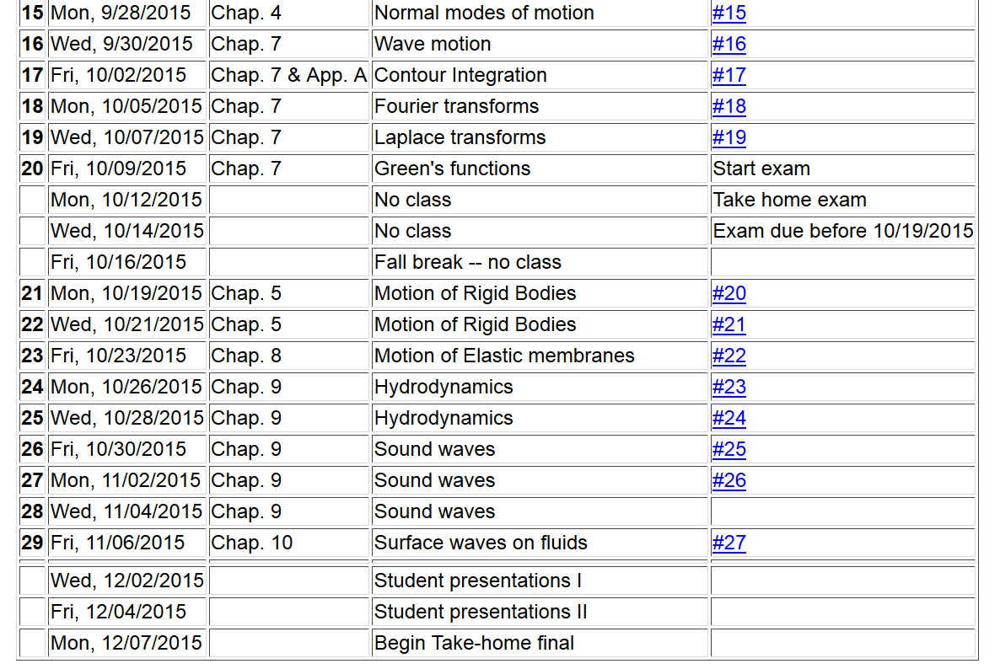 15 Mon, 9/28/2015 Chap. 4 Normal modes of motion #15
16 Wed, 9/30/2015 Chap. 7 Wave motion #16
17 Fri, 10/02/2015 Chap. 7 & App. A Contour Integration #17
18 Mon, 10/05/2015 Chap. 7 Fourier transforms #18
19 Wed, 10/07/2015 Chap. 7 Laplace transforms #19
20 Fri, 10/09/2015 Chap. 7 Green's functions Start exam
Mon, 10/12/2015 No class Take home exam
Wed, 10/14/2015 No class Exam due before 10/19/2015
Fri, 10/16/2015 Fall break -- no class
21 Mon, 10/19/2015 Chap. 5 Motion of Rigid Bodies #20
22 Wed, 10/21/2015 Chap. 5 Motion of Rigid Bodies #21
23 Fri, 10/23/2015 Chap. 8 Motion of Elastic membranes #22
24 Mon, 10/26/2015 Chap. 9 Hydrodynamics #23
25 Wed, 10/28/2015 Chap. 9 Hydrodynamics #24
26 Fri, 10/30/2015 Chap. 9 Sound waves #25
27 Mon, 11/02/2015 Chap. 9 Sound waves #26
28 Wed, 11/04/2015 Chap. 9 Sound waves
29 Fri, 11/06/2015 Chap. 10 Surface waves on fluids #27
Wed, 12/02/2015 Student presentations I
Fri, 12/04/2015 Student presentations II
Mon, 12/07/2015 Begin Take-home final